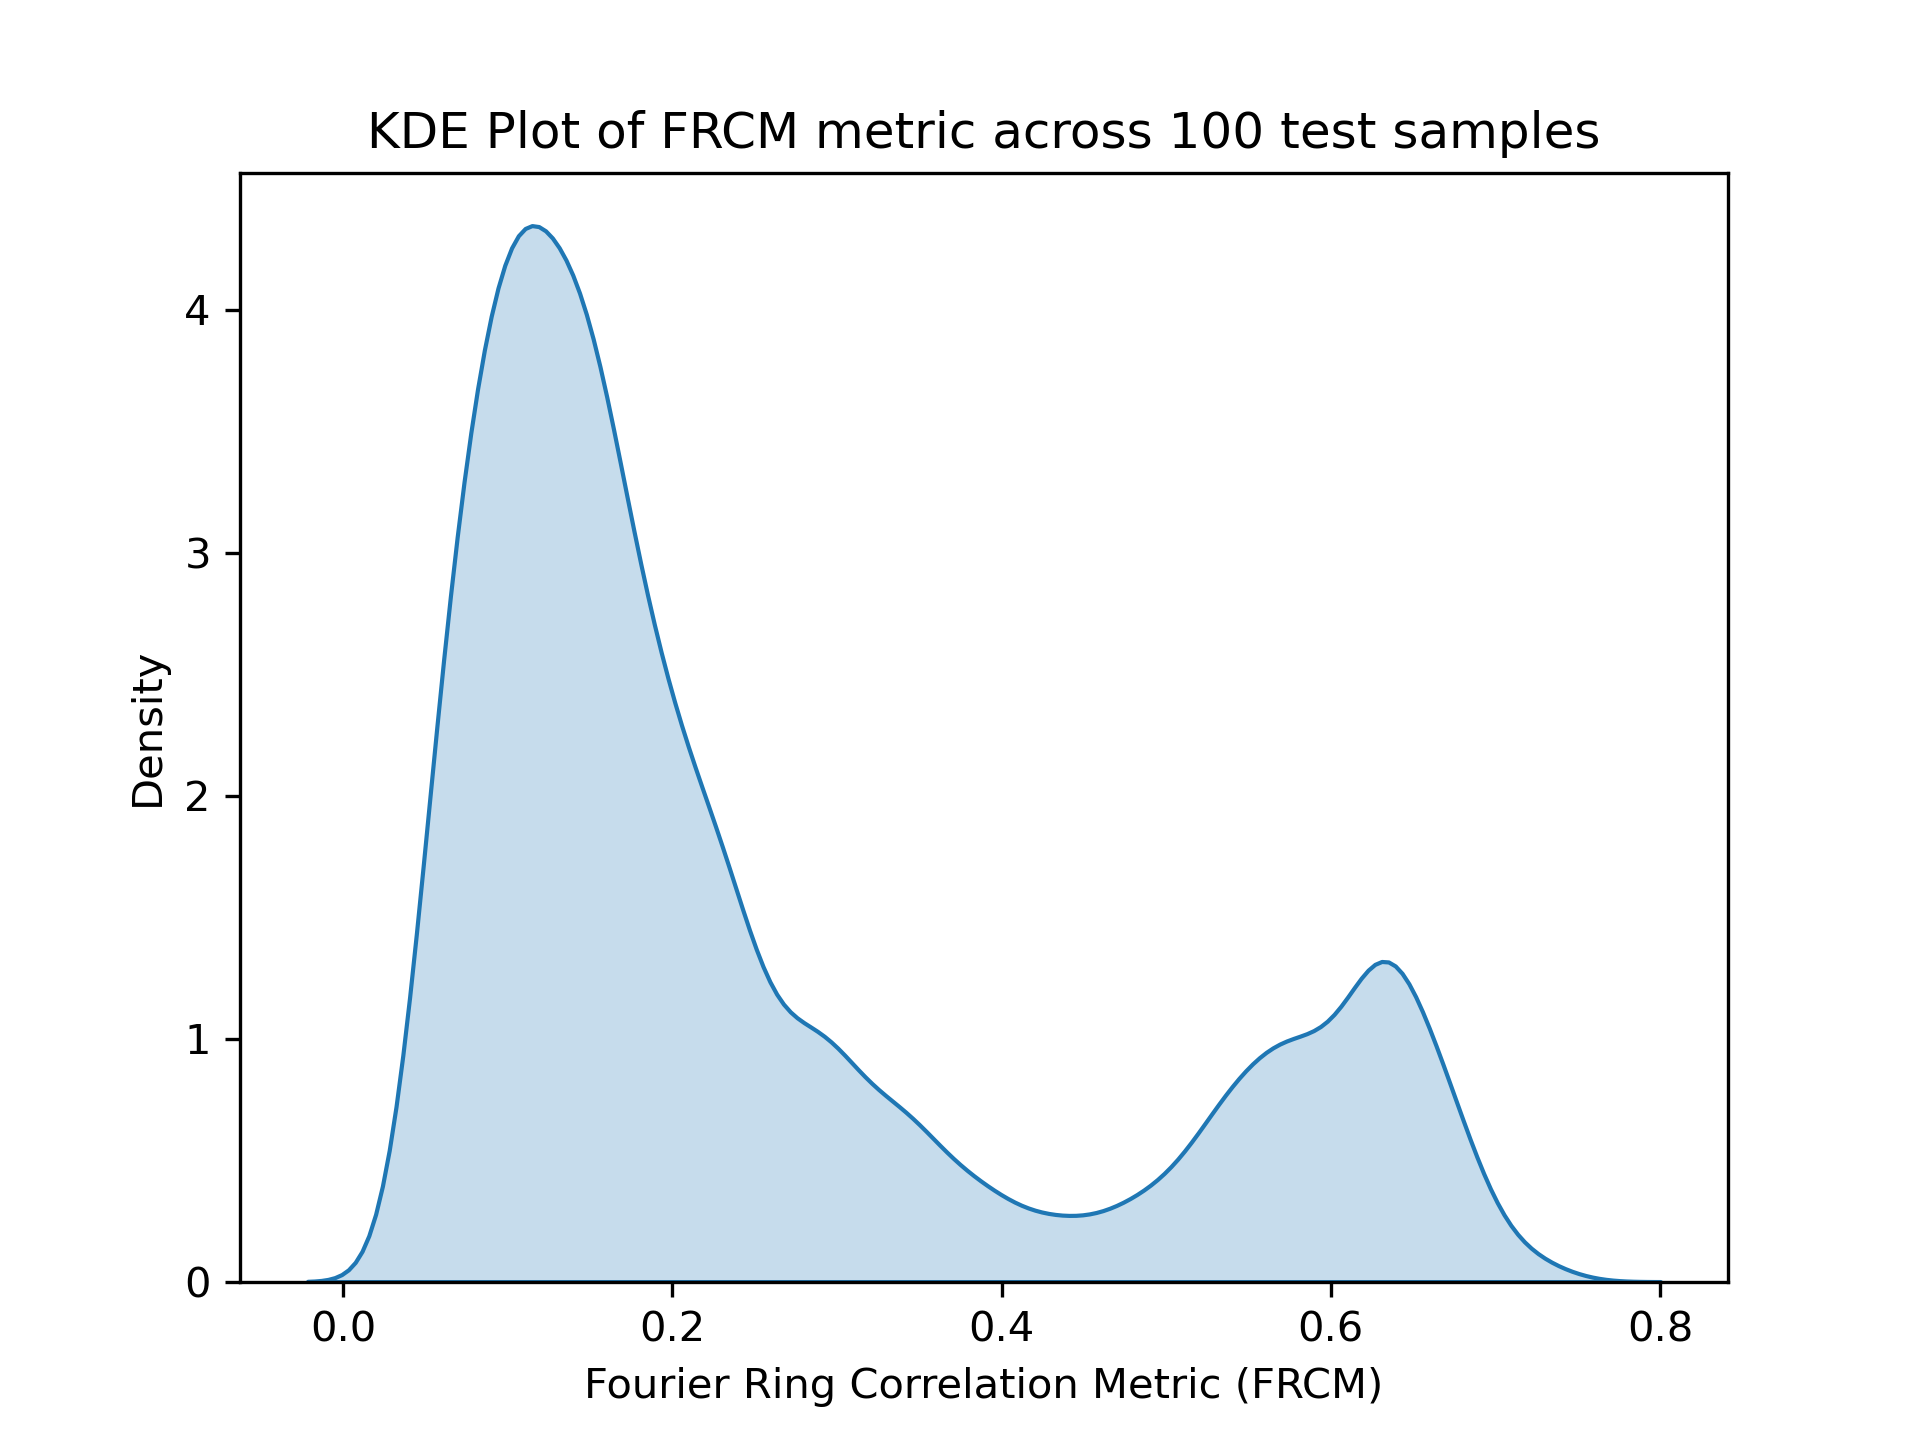 KDE Plot of FRCM metric across 100 test samples
4
3
2
1
0
Density
0.0 0.2 0.4 0.6 0.8
Fourier Ring Correlation Metric (FRCM)